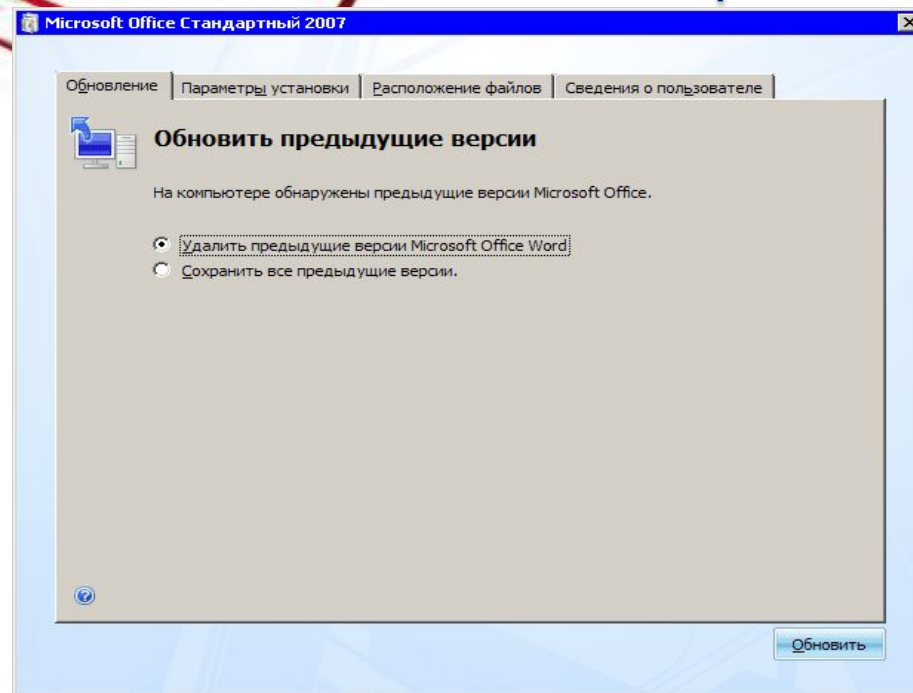 Microsoft Office Стандартный 2007
Обновление Параметры установки Расположение файлов Сведения о пользователе
Обновить предыдущие версии
На компьютере обнаружены предыдущие версии Microsoft Office.
Удалить предыдущие версии Microsoft Office Word
Сохранить все предыдущие версии.
Обновить